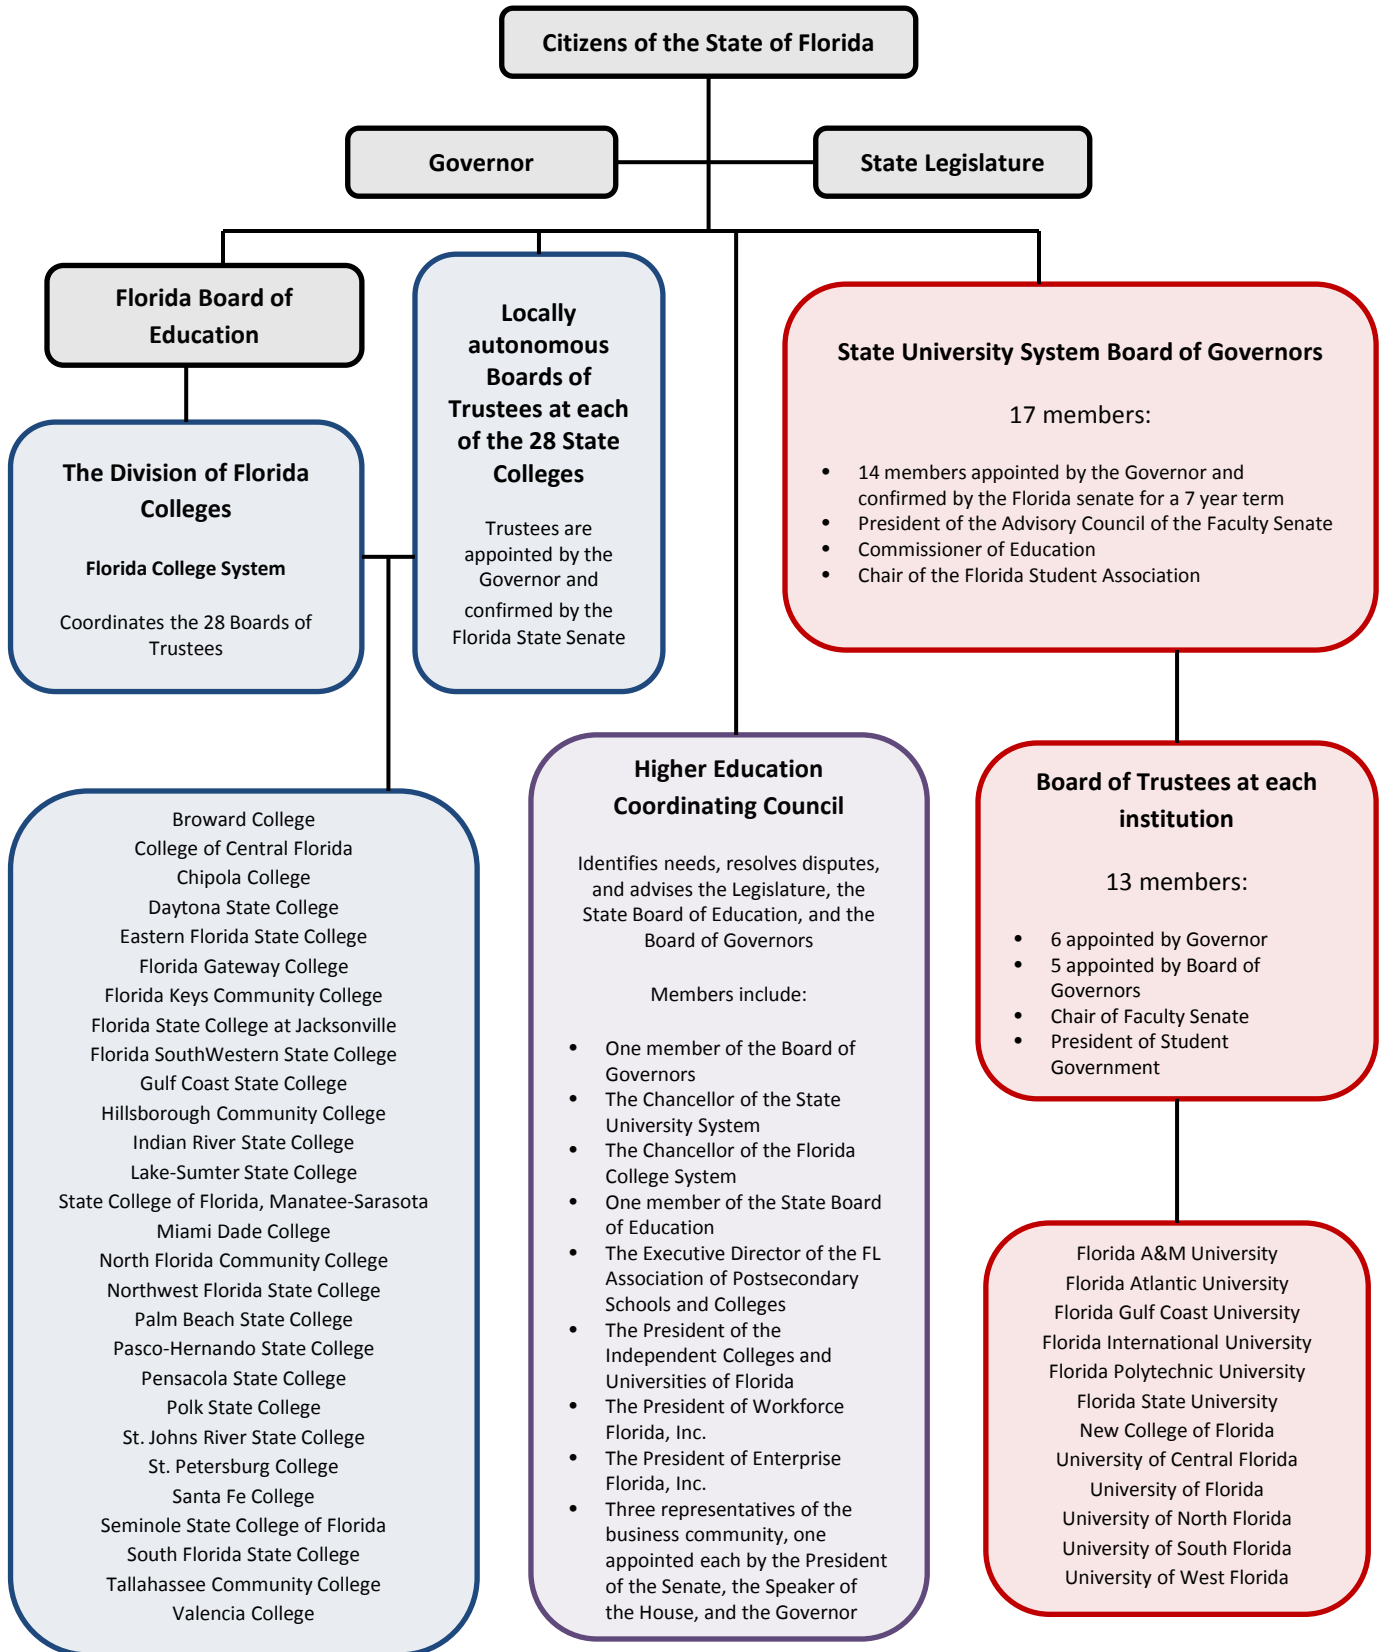 Citizens of the State of Florida
Governor
State Legislature
Florida Board of
Education
Locally
autonomous
Boards of
Trustees at each
of the 28 State
Colleges
Trustees are
appointed by the
Governor and
confirmed by the
Florida State Senate
State University System Board of Governors
17 members:
• 14 members appointed by the Governor and
confirmed by the Florida senate for a 7 year term
• President of the Advisory Council of the Faculty Senate
• Commissioner of Education
• Chair of the Florida Student Association
The Division of Florida
Colleges
Florida College System
Coordinates the 28 Boards of
Trustees
Broward College
College of Central Florida
Chipola College
Daytona State College
Eastern Florida State College
Florida Gateway College
Florida Keys Community College
Florida State College at Jacksonville
Florida SouthWestern State College
Gulf Coast State College
Hillsborough Community College
Indian River State College
Lake-Sumter State College
State College of Florida, Manatee-Sarasota
Miami Dade College
North Florida Community College
Northwest Florida State College
Palm Beach State College
Pasco-Hernando State College
Pensacola State College
Polk State College
St. Johns River State College
St. Petersburg College
Santa Fe College
Seminole State College of Florida
South Florida State College
Tallahassee Community College
Valencia College
Higher Education
Coordinating Council
Identifies needs, resolves disputes,
and advises the Legislature, the
State Board of Education, and the
Board of Governors
Members include:
• One member of the Board of
Governors
• The Chancellor of the State
University System
• The Chancellor of the Florida
College System
• One member of the State Board
of Education
• The Executive Director of the FL
Association of Postsecondary
Schools and Colleges
• The President of the
Independent Colleges and
Universities of Florida
• The President of Workforce
Florida, Inc.
• The President of Enterprise
Florida, Inc.
• Three representatives of the
business community, one
appointed each by the President
of the Senate, the Speaker of
the House, and the Governor
Board of Trustees at each
institution
13 members:
• 6 appointed by Governor
• 5 appointed by Board of
Governors
• Chair of Faculty Senate
• President of Student
Government
Florida A&M University
Florida Atlantic University
Florida Gulf Coast University
Florida International University
Florida Polytechnic University
Florida State University
New College of Florida
University of Central Florida
University of Florida
University of North Florida
University of South Florida
University of West Florida